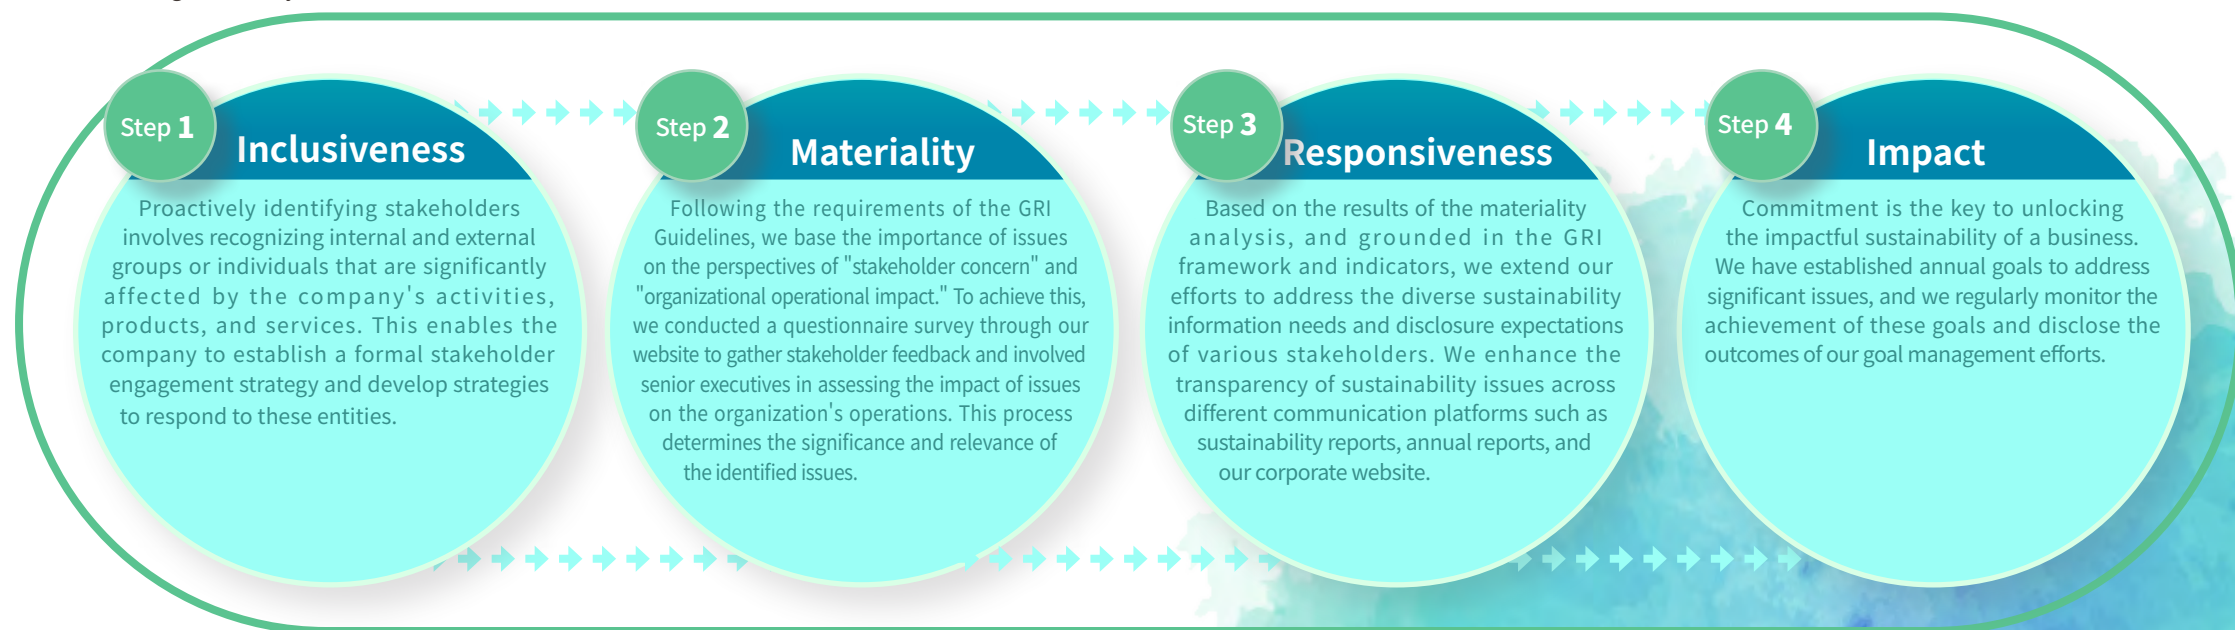 Step 1
Inclusiveness
Proactively identifying stakeholders
involves recognizing internal and external
groups or individuals that are significantly
affected by the company's activities,
products, and services. This enables the
company to establish a formal stakeholder
engagement strategy and develop strategies
to respond to these entities.
Step 2
Materiality
Following the requirements of the GRI
Guidelines, we base the importance of issues
on the perspectives of "stakeholder concern" and
"organizational operational impact." To achieve this,
we conducted a questionnaire survey through our
website to gather stakeholder feedback and involved
senior executives in assessing the impact of issues
on the organization's operations. This process
determines the significance and relevance of
the identified issues.
Step 3
Responsiveness
Based on the results of the materiality
analysis, and grounded in the GRI
framework and indicators, we extend our
efforts to address the diverse sustainability
information needs and disclosure expectations
of various stakeholders. We enhance the
transparency of sustainability issues across
different communication platforms such as
sustainability reports, annual reports, and
our corporate website.
Step 4
Impact
Commitment is the key to unlocking
the impactful sustainability of a business.
We have established annual goals to address
significant issues, and we regularly monitor the
achievement of these goals and disclose the
outcomes of our goal management efforts.